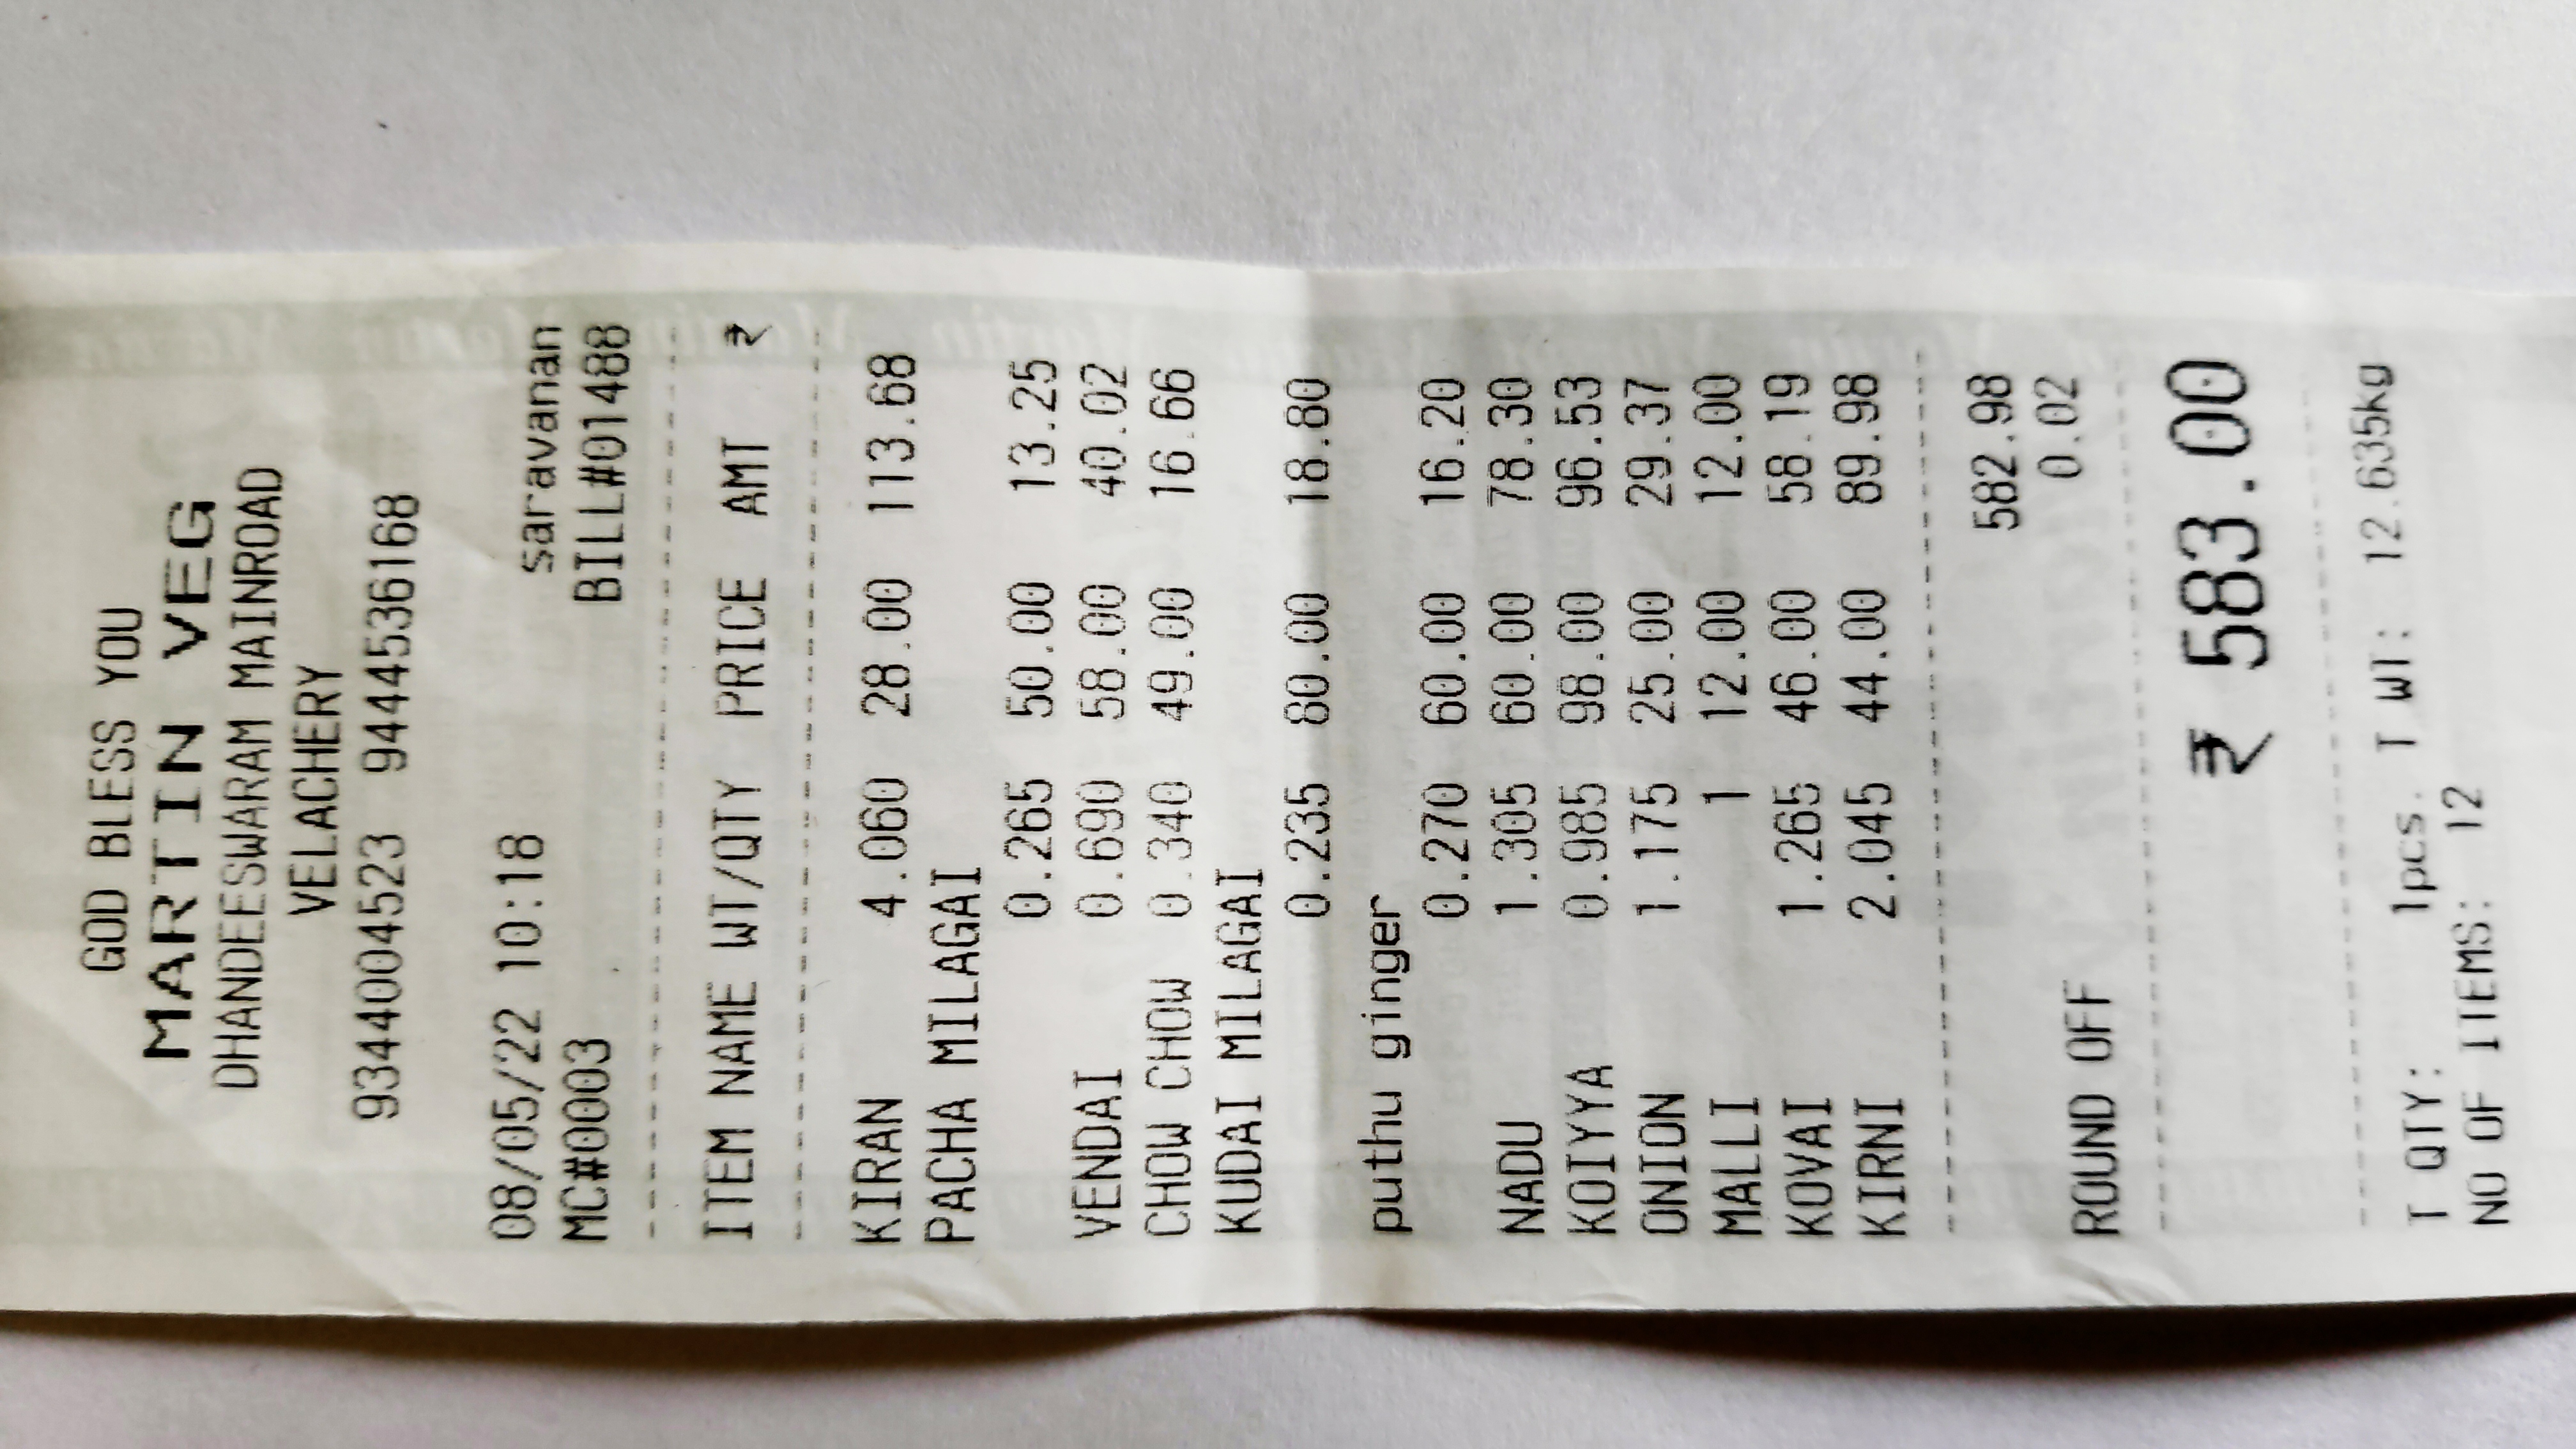 GOD BLESS YOU
MARTIN VEG
DHANDEESWARAM MAINROAD
VELACHERY
9344004523 9444536168
08/05/22 10:18 saravanan
MC#0003 BILL#01488
ITEM NAME WT/QTY PRICE AMT ₹
KIRAN 4.060 28.00 113.68
PACHA MILAGAI
0.265 50.00 13.25
VENDAI 0.690 58.00 40.02
CHOW CHOW 0.340 49.00 16.66
KUDAI MILAGAI
0.235 80.00 18.80
puthu ginger
0.270 60.00 16.20
NADU 1.305 60.00 78.30
KOIYYA 0.985 98.00 96.53
ONION 1.175 25.00 29.37
MALLI 1 12.00 12.00
KOVAI 1.265 46.00 58.19
KIRNI 2.045 44.00 89.98
582.98
ROUND OFF 0.02
₹ 583.00
T QTY: 1pcs. T WT: 12.635kg
NO OF ITEMS: 12